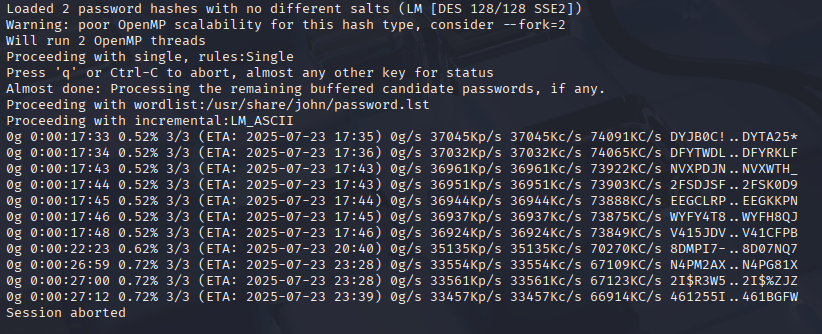 Loaded 2 password hashes with no different salts (LM [DES 128/128 SSE2])
Warning: poor OpenMP scalability for this hash type, consider --fork=2
Will run 2 OpenMP threads
Proceeding with single, rules:Single
Press 'q' or Ctrl-C to abort, almost any other key for status
Almost done: Processing the remaining buffered candidate passwords, if any.
Proceeding with wordlist:/usr/share/john/password.lst
Proceeding with incremental:LM_ASCII
0g 0:00:17:33 0.52% 3/3 (ETA: 2025-07-23 17:35) 0g/s 37045Kp/s 37045Kc/s 74091KC/s DYJB0C!..DYTA25*
0g 0:00:17:34 0.52% 3/3 (ETA: 2025-07-23 17:36) 0g/s 37032Kp/s 37032Kc/s 74065KC/s DFYTWDL..DFYRKLF
0g 0:00:17:43 0.52% 3/3 (ETA: 2025-07-23 17:43) 0g/s 36961Kp/s 36961Kc/s 73922KC/s NVXPDJN..NVXWTH_
0g 0:00:17:44 0.52% 3/3 (ETA: 2025-07-23 17:43) 0g/s 36951Kp/s 36951Kc/s 73903KC/s 2FSDJSF..2FSK0D9
0g 0:00:17:45 0.52% 3/3 (ETA: 2025-07-23 17:44) 0g/s 36944Kp/s 36944Kc/s 73888KC/s EEGCLRP..EEGKKPN
0g 0:00:17:46 0.52% 3/3 (ETA: 2025-07-23 17:45) 0g/s 36937Kp/s 36937Kc/s 73875KC/s WYFY4T8..WYFH8QJ
0g 0:00:17:48 0.52% 3/3 (ETA: 2025-07-23 17:46) 0g/s 36924Kp/s 36924Kc/s 73849KC/s V415JDV..V41CFPB
0g 0:00:22:23 0.62% 3/3 (ETA: 2025-07-23 20:40) 0g/s 35135Kp/s 35135Kc/s 70270KC/s 8DMPI7-..8D07NQ7
0g 0:00:26:59 0.72% 3/3 (ETA: 2025-07-23 23:28) 0g/s 33554Kp/s 33554Kc/s 67109KC/s N4PM2AX..N4PG81X
0g 0:00:27:00 0.72% 3/3 (ETA: 2025-07-23 23:28) 0g/s 33561Kp/s 33561Kc/s 67123KC/s 2I$R3W5..2I$%ZJZ
0g 0:00:27:12 0.72% 3/3 (ETA: 2025-07-23 23:39) 0g/s 33457Kp/s 33457Kc/s 66914KC/s 461255I..461BGFW
Session aborted